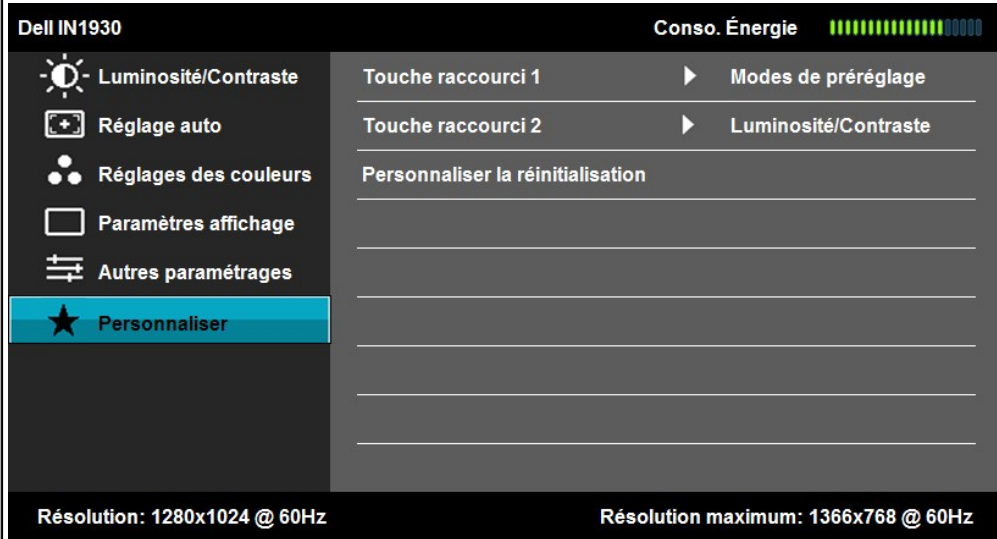 Dell IN1930 Conso. Énergie
Luminosité/Contraste Touche raccourci 1 Modes de préréglage
Réglage auto Touche raccourci 2 Luminosité/Contraste
Réglages des couleurs Personnaliser la réinitialisation
Paramètres affichage
Autres paramétrages
Personnaliser
Résolution: 1280x1024 @ 60Hz Résolution maximum: 1366x768 @ 60Hz